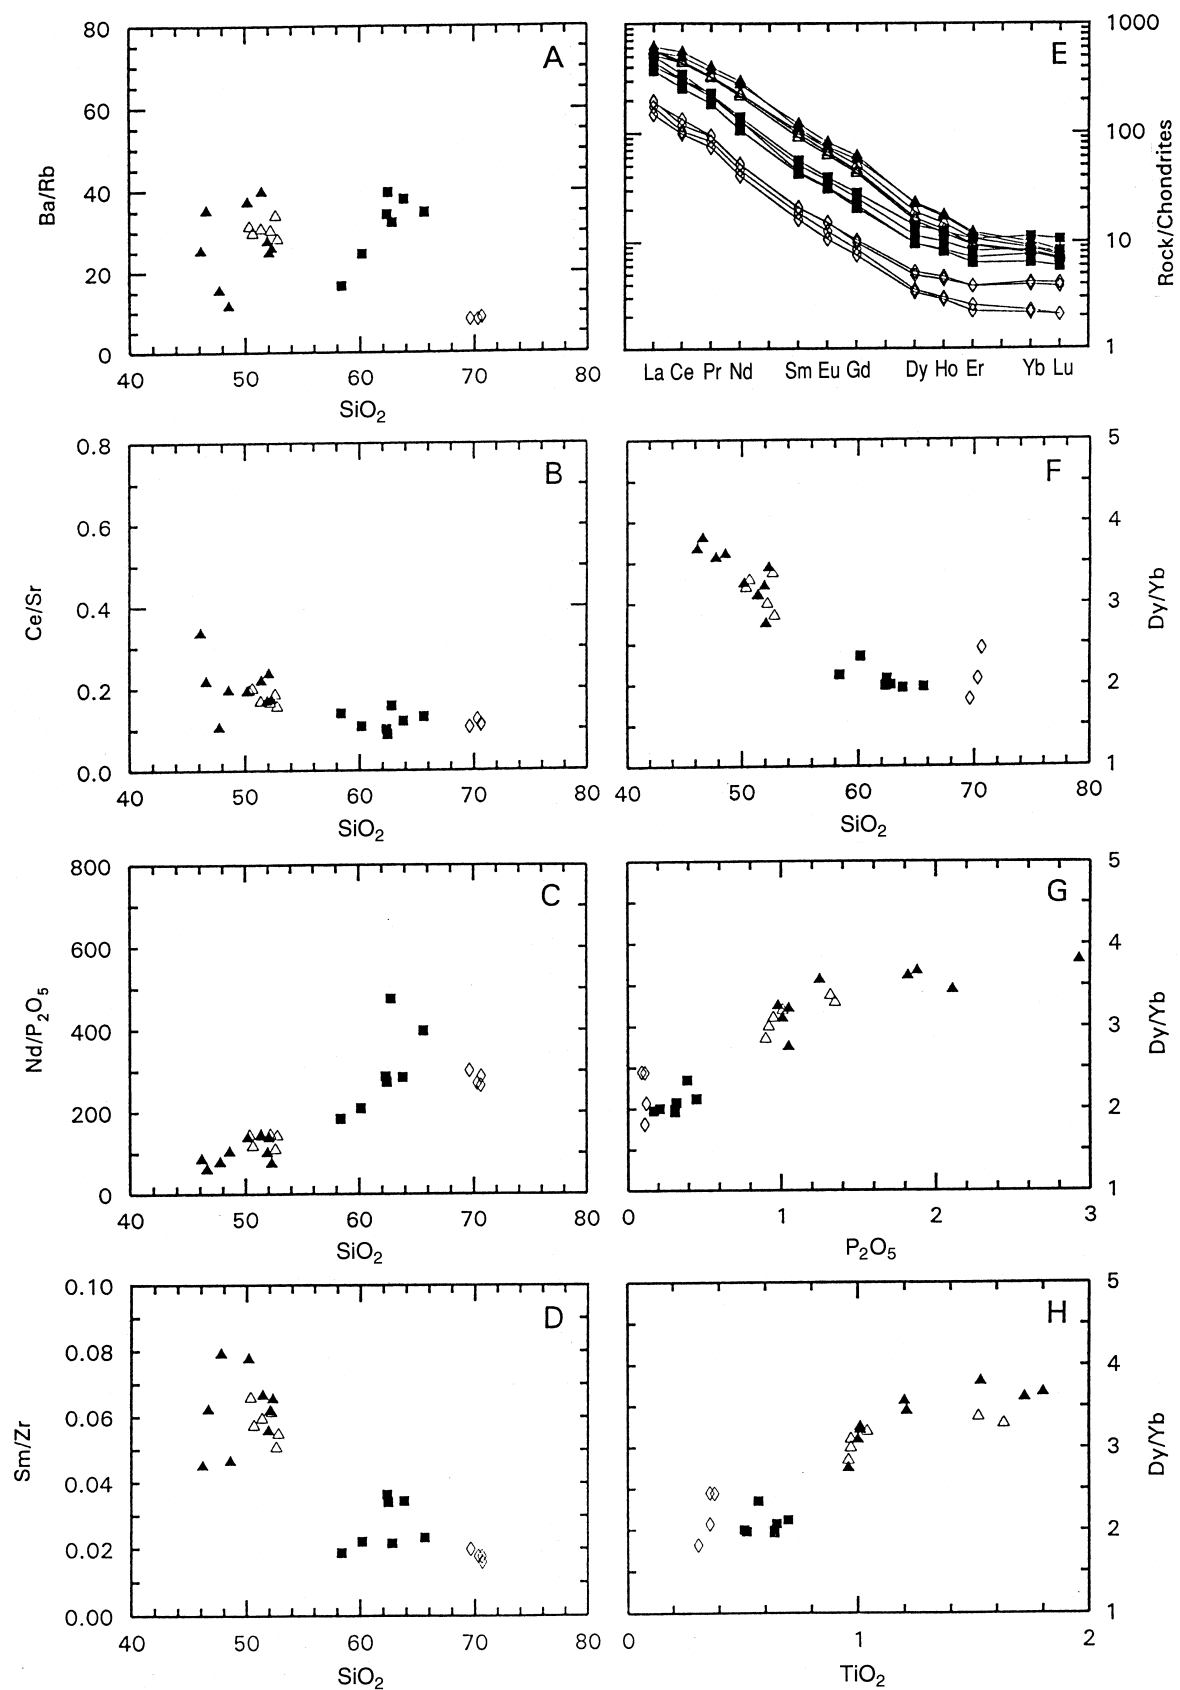 80
60
40
20
0
Ba/Rb
A
40 50 60 70 80
SiO2
1000
100
10
1
Rock/Chondrites
E
La Ce Pr Nd Sm Eu Gd Dy Ho Er Yb Lu
0.8
0.6
0.4
0.2
0.0
Ce/Sr
B
40 50 60 70 80
SiO2
5
4
3
2
1
Dy/Yb
F
40 50 60 70 80
SiO2
800
600
400
200
0
Nd/P2O5
C
40 50 60 70 80
SiO2
5
4
3
2
1
Dy/Yb
G
0 1 2 3
P2O5
0.10
0.08
0.06
0.04
0.02
0.00
Sm/Zr
D
40 50 60 70 80
SiO2
5
4
3
2
1
Dy/Yb
H
0 1 2
TiO2